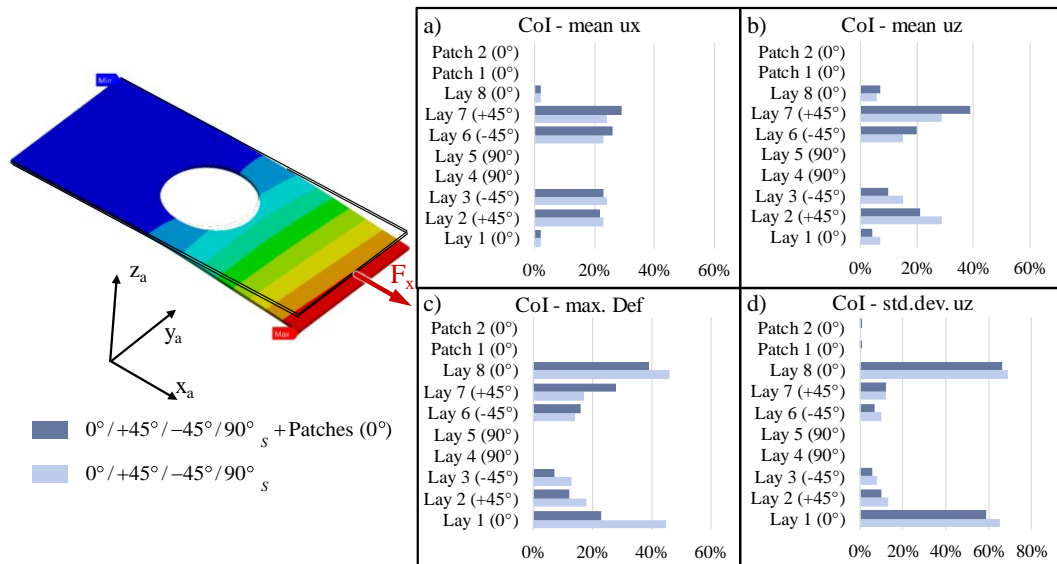 Min
F_x
Max
z_a
y_a
x_a
0°/+45°/−45°/90° _S +Patches (0°)
0°/+45°/−45°/90° _S
a) CoI - mean ux
Patch 2 (0°)
Patch 1 (0°)
Lay 8 (0°)
Lay 7 (+45°)
Lay 6 (-45°)
Lay 5 (90°)
Lay 4 (90°)
Lay 3 (-45°)
Lay 2 (+45°)
Lay 1 (0°)
0% 20% 40% 60%
b) CoI - mean uz
Patch 2 (0°)
Patch 1 (0°)
Lay 8 (0°)
Lay 7 (+45°)
Lay 6 (-45°)
Lay 5 (90°)
Lay 4 (90°)
Lay 3 (-45°)
Lay 2 (+45°)
Lay 1 (0°)
0% 20% 40% 60%
c) CoI - max. Def
Patch 2 (0°)
Patch 1 (0°)
Lay 8 (0°)
Lay 7 (+45°)
Lay 6 (-45°)
Lay 5 (90°)
Lay 4 (90°)
Lay 3 (-45°)
Lay 2 (+45°)
Lay 1 (0°)
0% 20% 40% 60%
d) CoI - std.dev. uz
Patch 2 (0°)
Patch 1 (0°)
Lay 8 (0°)
Lay 7 (+45°)
Lay 6 (-45°)
Lay 5 (90°)
Lay 4 (90°)
Lay 3 (-45°)
Lay 2 (+45°)
Lay 1 (0°)
0% 20% 40% 60% 80%